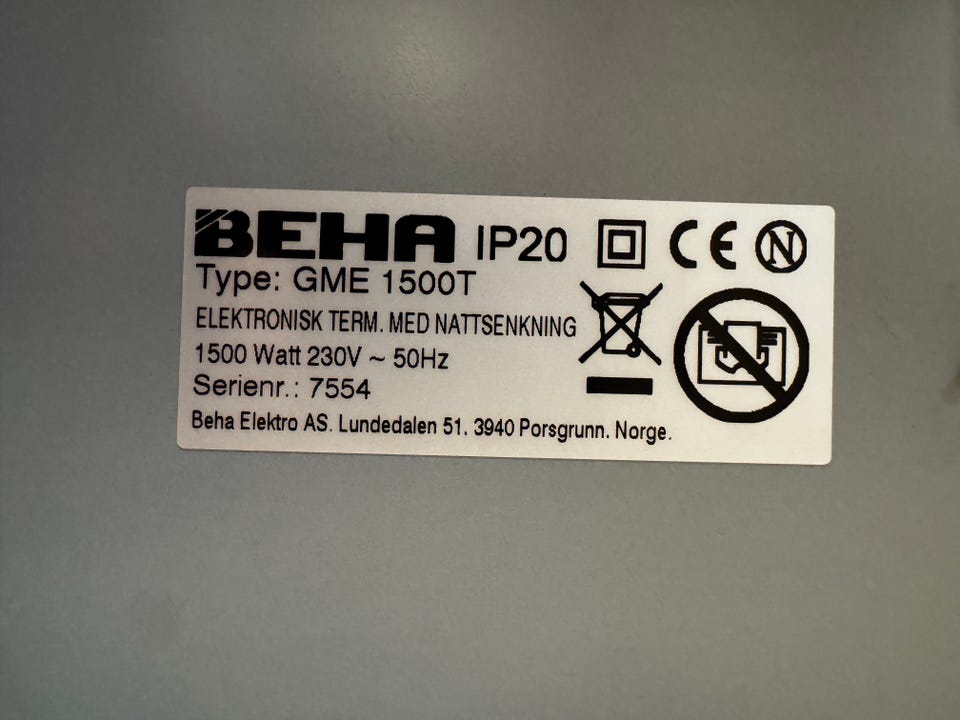 BEHA IP20 CE N
Type: GME 1500T
ELEKTRONISK TERM. MED NATTSENKNING
1500 Watt 230V ~ 50Hz
Serienr.: 7554
Beha Elektro AS. Lundedalen 51. 3940 Porsgrunn. Norge.